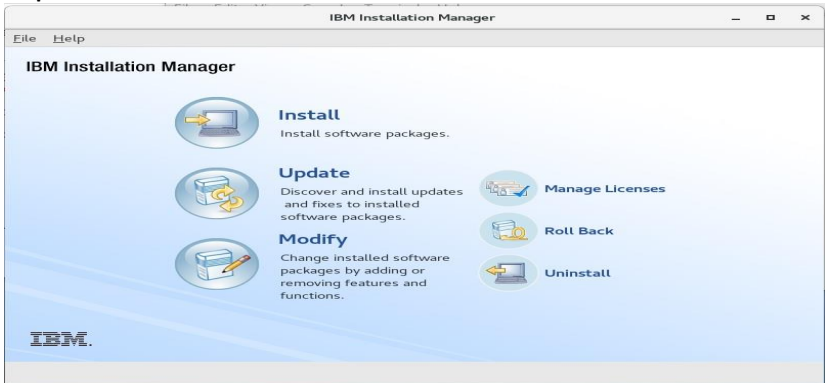 IBM Installation Manager
File Help
IBM Installation Manager
Install
Install software packages.
Update
Discover and install updates
and fixes to installed
software packages.
Modify
Change installed software
packages by adding or
removing features and
functions.
Manage Licenses
Roll Back
Uninstall
IBM.